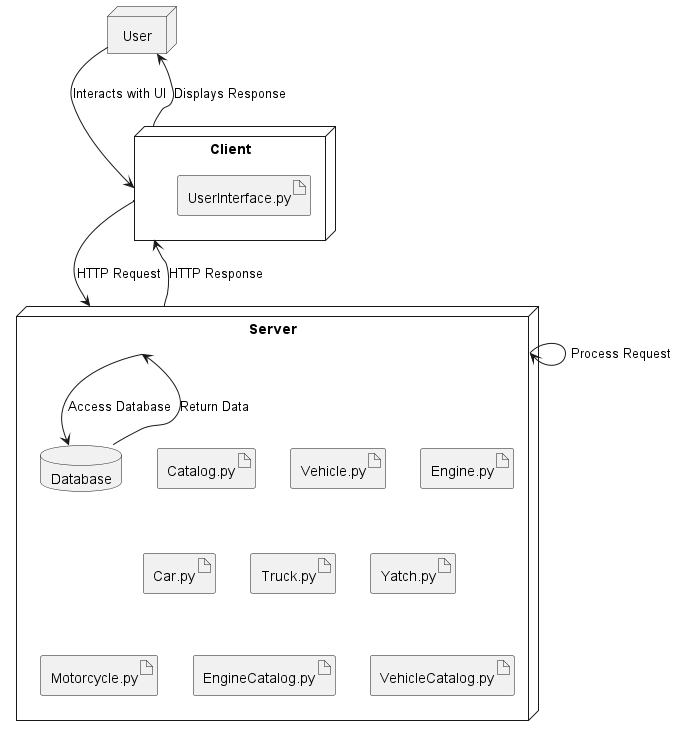 User
Interacts with UI
Displays Response
Client
UserInterface.py
HTTP Request
HTTP Response
Server
Process Request
Access Database
Return Data
Database
Catalog.py
Vehicle.py
Engine.py
Car.py
Truck.py
Yatch.py
Motorcycle.py
EngineCatalog.py
VehicleCatalog.py